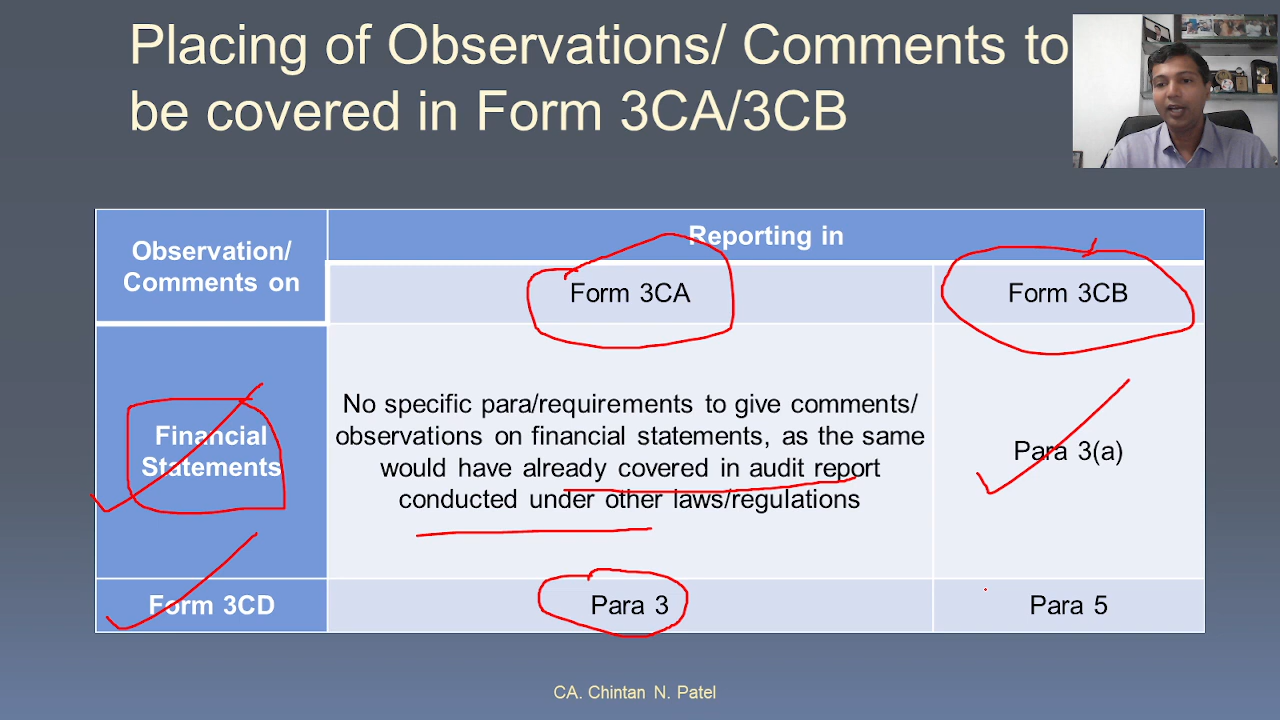 Placing of Observations/ Comments to
be covered in Form 3CA/3CB
Observation/
Comments on
Reporting in
Form 3CA
Form 3CB
Financial
Statements
No specific para/requirements to give comments/
observations on financial statements, as the same
would have already covered in audit report
conducted under other laws/regulations
Para 3(a)
Form 3CD
Para 3
Para 5
CA. Chintan N. Patel